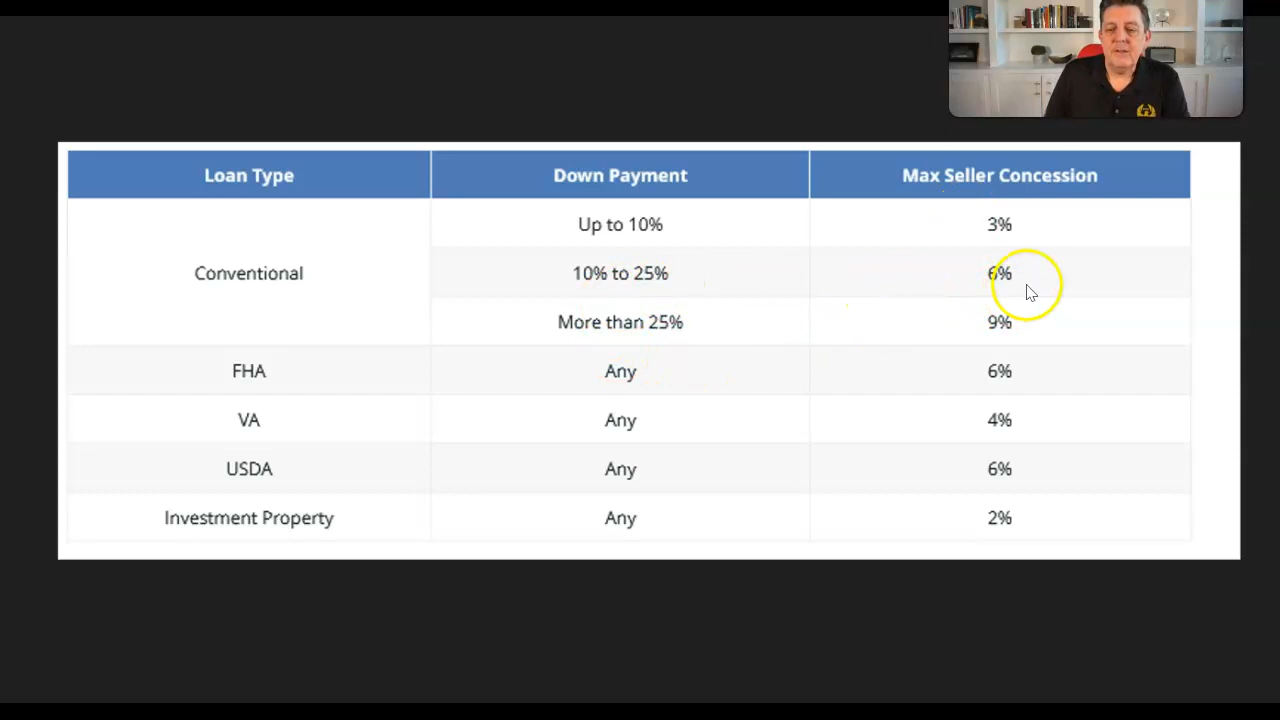 Loan Type Down Payment Max Seller Concession
Up to 10% 3%
Conventional 10% to 25% 6%
More than 25% 9%
FHA Any 6%
VA Any 4%
USDA Any 6%
Investment Property Any 2%